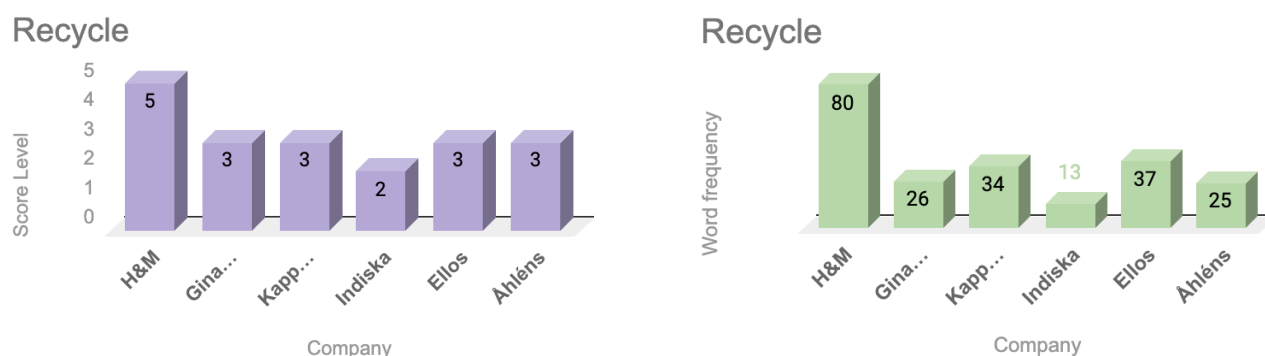 Recycle
Score Level
5
4
3
2
1
0
5
3
3
2
3
3
H&M
Gina...
Kapp...
Indiska
Ellos
Åhléns
Company
Recycle
Word frequency
80
26
34
13
37
25
H&M
Gina...
Kapp...
Indiska
Ellos
Åhléns
Company